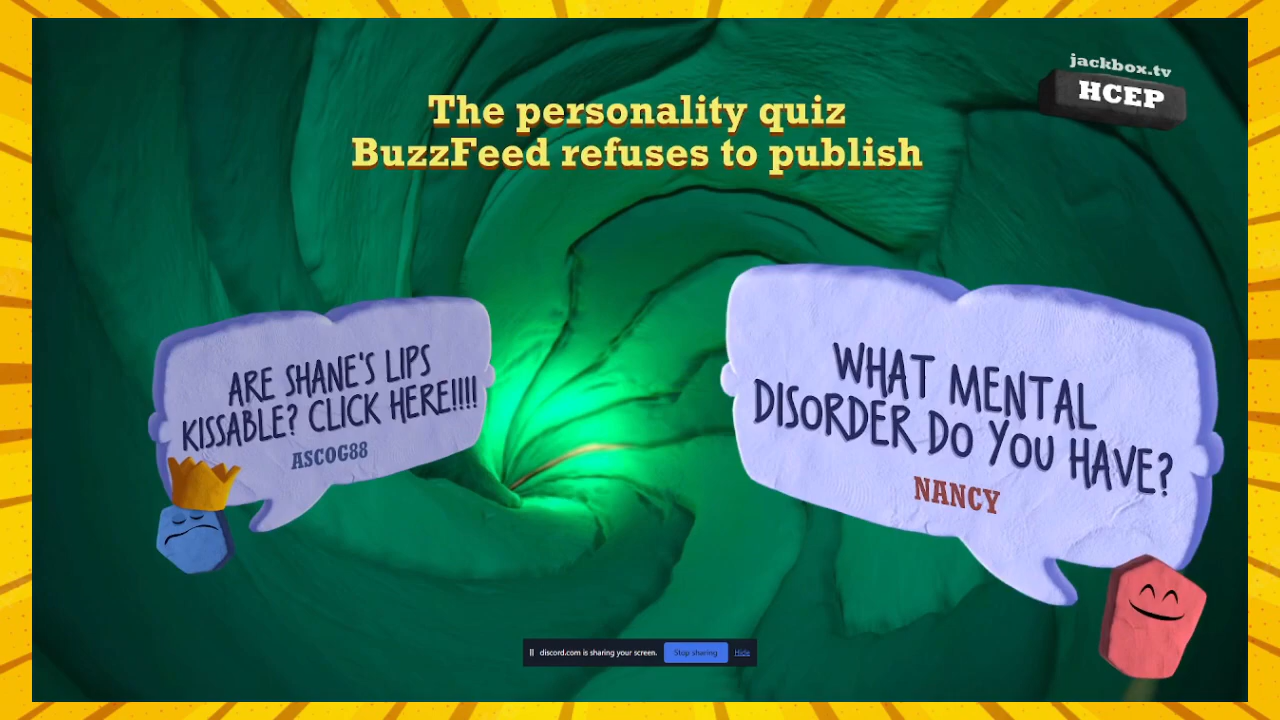 jackbox.tv
HCEP
The personality quiz
BuzzFeed refuses to publish
ARE SHANE'S LIPS
KISSABLE? CLICK HERE!!!!
ASCOG88
WHAT MENTAL
DISORDER DO YOU HAVE?
NANCY
discord.com is sharing your screen. Stop sharing Hide